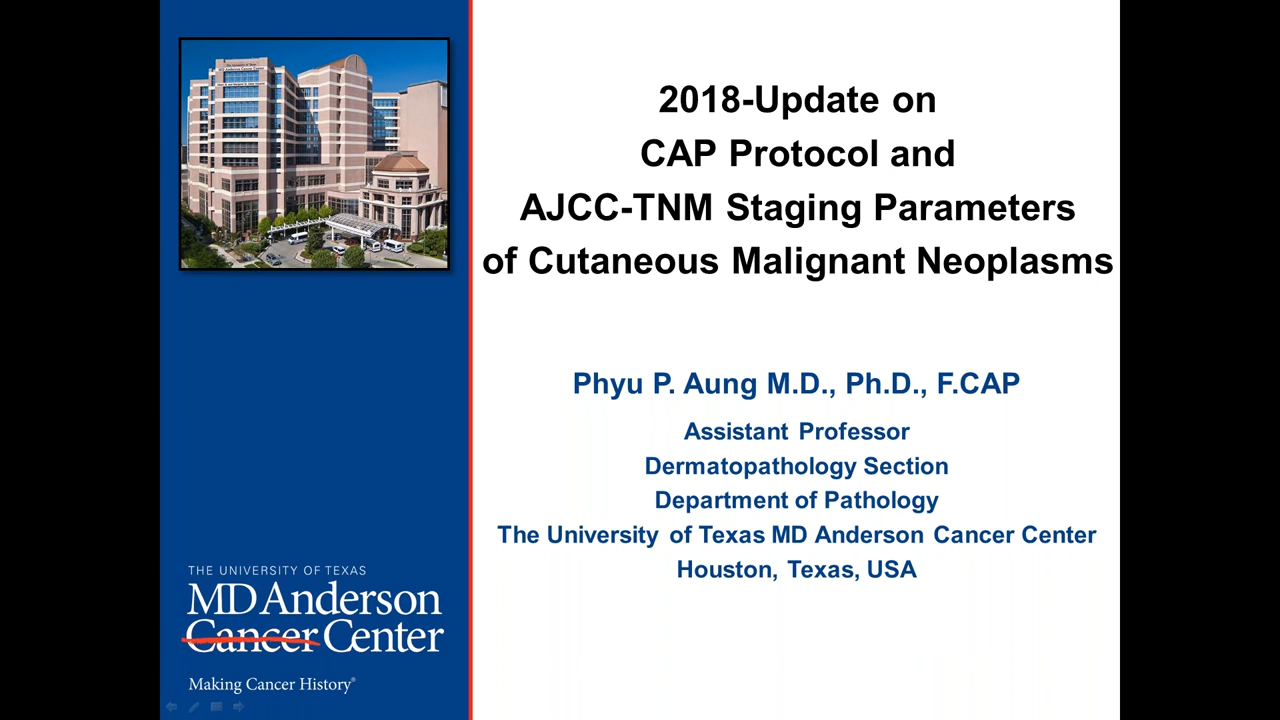 2018-Update on
CAP Protocol and
AJCC-TNM Staging Parameters
of Cutaneous Malignant Neoplasms
Phyu P. Aung M.D., Ph.D., F.CAP
Assistant Professor
Dermatopathology Section
Department of Pathology
The University of Texas MD Anderson Cancer Center
Houston, Texas, USA
THE UNIVERSITY OF TEXAS
MD Anderson
Cancer Center
Making Cancer History®